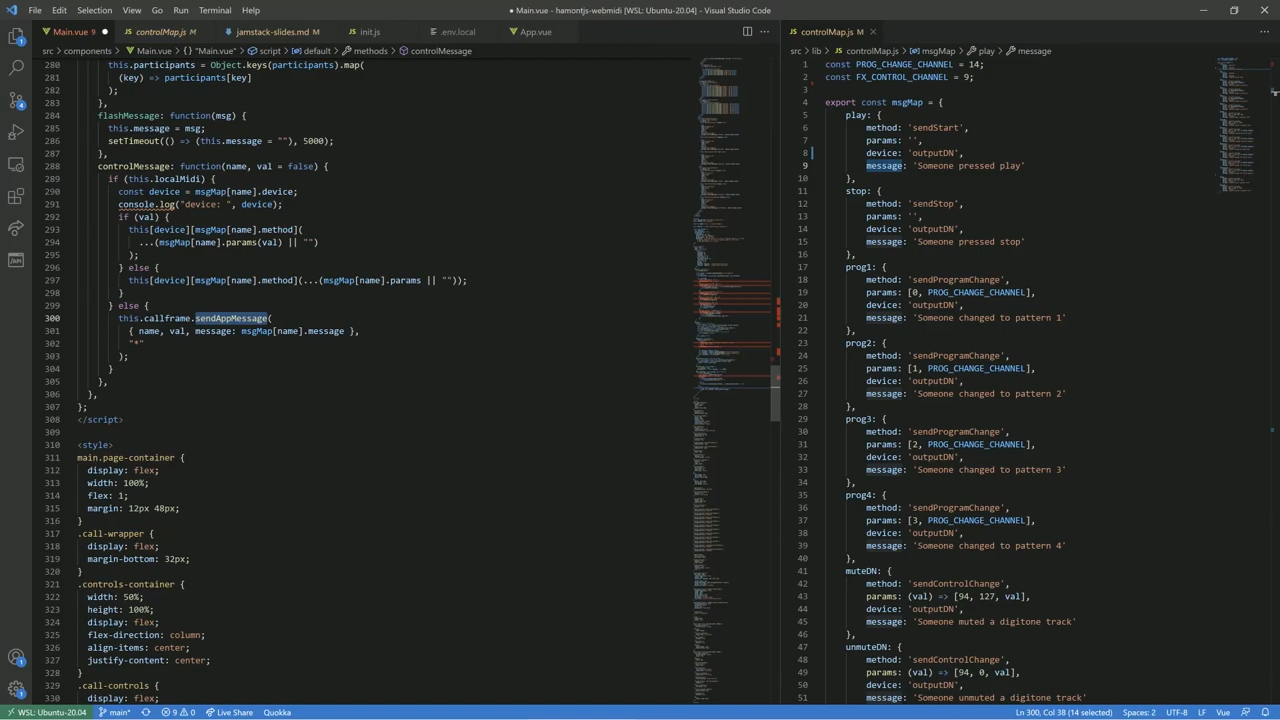 File Edit Selection View Go Run Terminal Help
● Main.vue - hamontjs-webmidi [WSL: Ubuntu-20.04] - Visual Studio Code
Main.vue 9 ● controlMap.js M jamstack-slides.md M init.js .env.local App.vue
src > components > Main.vue > {} "Main.vue" > script > default > methods > controlMessage
280 this.participants = Object.keys(participants).map(
281 (key) => participants[key]
282 );
283 },
284 flashMessage: function(msg) {
285 this.message = msg;
286 setTimeout(() => (this.message = ""), 5000);
287 },
288 controlMessage: function(name, val = false) {
289 if (this.localMidi) {
290 const device = msgMap[name].device;
291 console.log("device: ", device);
292 if (val) {
293 this[device][msgMap[name].method](
294 ...(msgMap[name].params(val) || "")
295 );
296 } else {
296 this[device][msgMap[name].method](...(msgMap[name].params || ""));
298 }
299 } else {
300 this.callframe.sendAppMessage(
301 { name, val, message: msgMap[name].message },
302 "*"
303 );
304 }
305 },
306 },
307 };
308 </script>
309
310 <style>
311 main.page-container {
312 display: flex;
313 width: 100%;
314 flex: 1;
315 margin: 12px 48px;
316 }
317 .call-wrapper {
318 display: flex;
319 margin-bottom: 32px;
320 }
321 .controls-container {
322 width: 50%;
323 height: 100%;
324 display: flex;
325 flex-direction: column;
326 align-items: center;
327 justify-content: center;
328 }
329 .call-controls {
330 display: flex;
controlMap.js M ×
src > lib > controlMap.js > msgMap > play > message
1 const PROG_CHANGE_CHANNEL = 14;
2 const FX_CONTROL_CHANNEL = 9;
3
4 export const msgMap = {
5 play: {
6 method: 'sendStart',
7 params: '',
8 device: 'outputDN',
9 message: 'Someone pressed play'
10 },
11 stop: {
12 method: 'sendStop',
13 params: '',
14 device: 'outputDN',
15 message: 'Someone pressed stop'
16 },
17 prog1: {
18 method: 'sendProgramChange',
19 params: [0, PROG_CHANGE_CHANNEL],
20 device: 'outputDN',
21 message: 'Someone changed to pattern 1'
22 },
23 prog2: {
24 method: 'sendProgramChange',
25 params: [1, PROG_CHANGE_CHANNEL],
26 device: 'outputDN',
27 message: 'Someone changed to pattern 2'
28 },
29 prog3: {
30 method: 'sendProgramChange',
31 params: [2, PROG_CHANGE_CHANNEL],
32 device: 'outputDN',
33 message: 'Someone changed to pattern 3'
34 },
35 prog4: {
36 method: 'sendProgramChange',
37 params: [3, PROG_CHANGE_CHANNEL],
38 device: 'outputDN',
39 message: 'Someone changed to pattern 4'
40 },
41 muteDN: {
42 method: 'sendControlChange',
43 params: (val) => [94, 127, val],
44 device: 'outputDN',
45 message: 'Someone muted a digitone track'
46 },
47 unmuteDN: {
48 method: 'sendControlChange',
49 params: (val) => [94, 0, val],
50 device: 'outputDN',
51 message: 'Someone unmuted a digitone track'
WSL: Ubuntu-20.04 main* 9 0 Live Share Quokka
Ln 300, Col 38 (14 selected) Spaces: 2 UTF-8 LF Vue